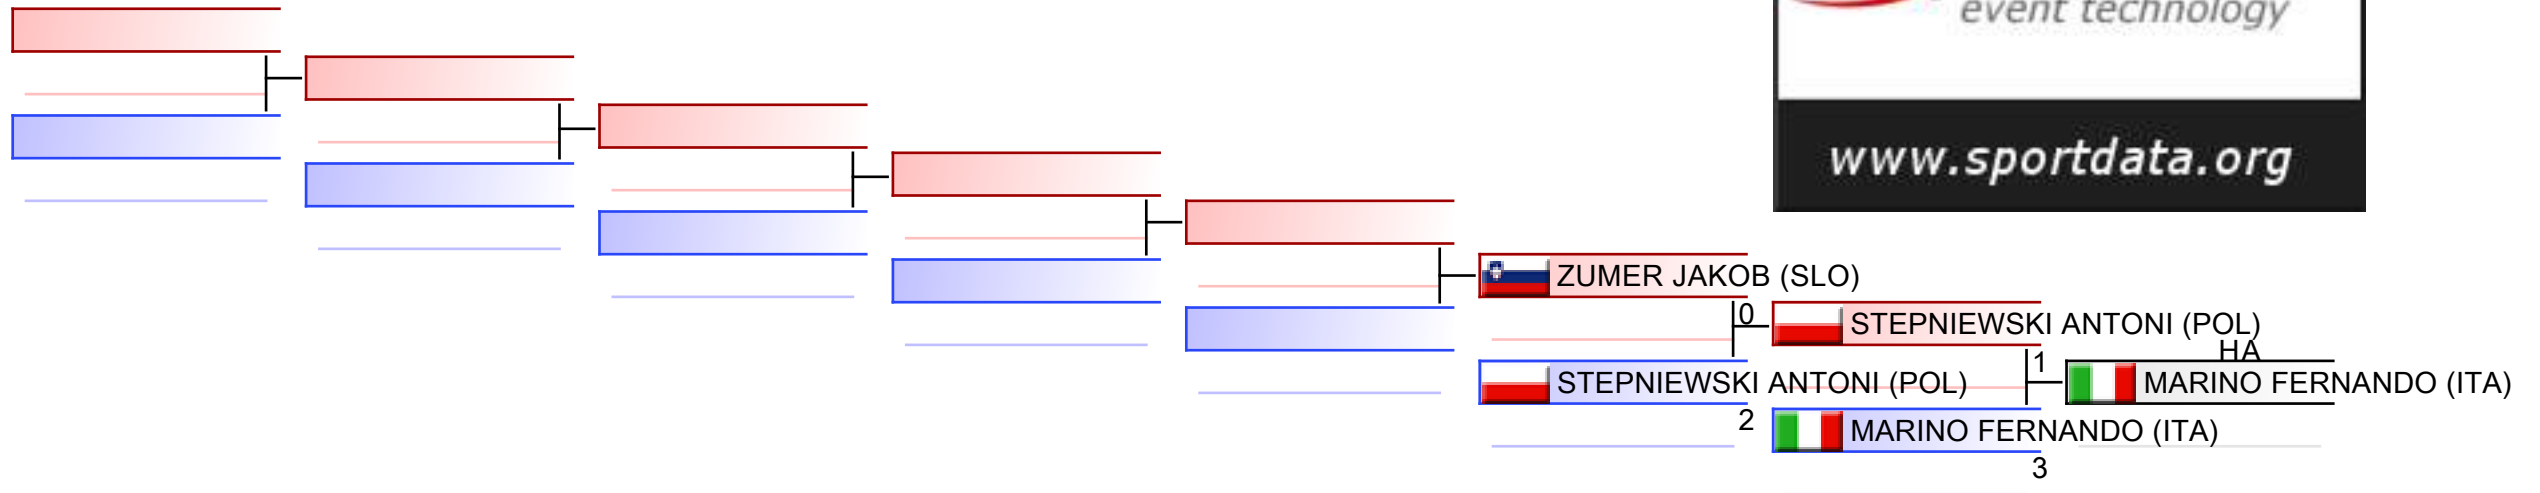 event technology
www.sportdata.org
ZUMER JAKOB (SLO)
0
STEPNIEWSKI ANTONI (POL)
HA
1
STEPNIEWSKI ANTONI (POL)
MARINO FERNANDO (ITA)
2
MARINO FERNANDO (ITA)
3